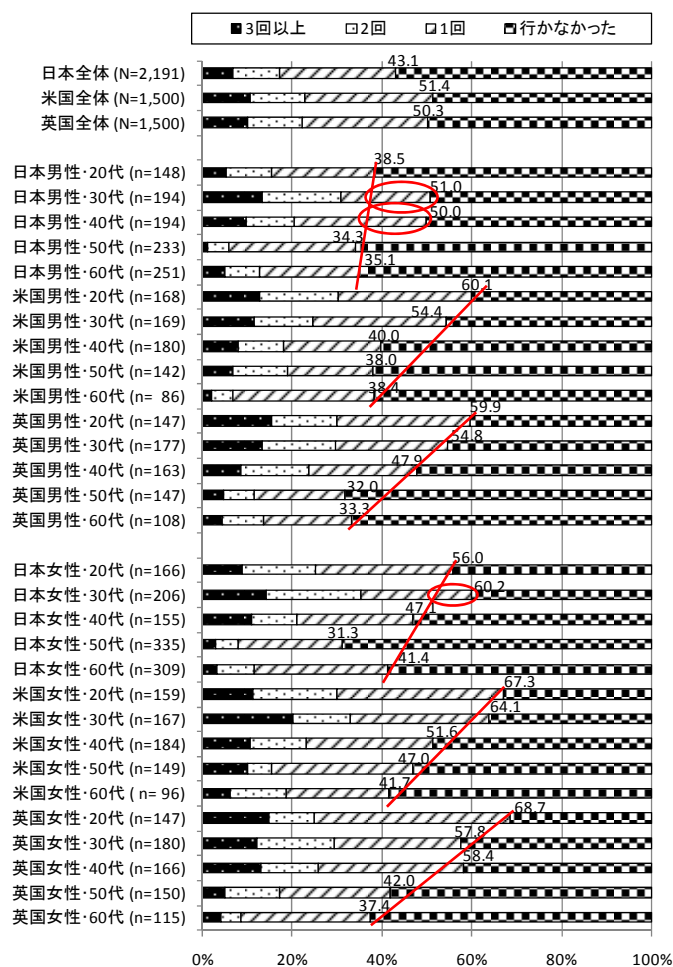 3回以上 2回 1回 行かなかった
日本全体 (N=2,191) 43.1
米国全体 (N=1,500) 51.4
英国全体 (N=1,500) 50.3
日本男性・20代 (n=148) 38.5
日本男性・30代 (n=194) 51.0
日本男性・40代 (n=194) 50.0
日本男性・50代 (n=233) 34.3
日本男性・60代 (n=251) 35.1
米国男性・20代 (n=168) 60.1
米国男性・30代 (n=169) 54.4
米国男性・40代 (n=180) 40.0
米国男性・50代 (n=142) 38.0
米国男性・60代 (n= 86) 38.4
英国男性・20代 (n=147) 59.9
英国男性・30代 (n=177) 54.8
英国男性・40代 (n=163) 47.9
英国男性・50代 (n=147) 32.0
英国男性・60代 (n=108) 33.3
日本女性・20代 (n=166) 56.0
日本女性・30代 (n=206) 60.2
日本女性・40代 (n=155) 47.1
日本女性・50代 (n=335) 31.3
日本女性・60代 (n=309) 41.4
米国女性・20代 (n=159) 67.3
米国女性・30代 (n=167) 64.1
米国女性・40代 (n=184) 51.6
米国女性・50代 (n=149) 47.0
米国女性・60代 ( n= 96) 41.7
英国女性・20代 (n=147) 68.7
英国女性・30代 (n=180) 57.8
英国女性・40代 (n=166) 58.4
英国女性・50代 (n=150) 42.0
英国女性・60代 (n=115) 37.4
0% 20% 40% 60% 80% 100%